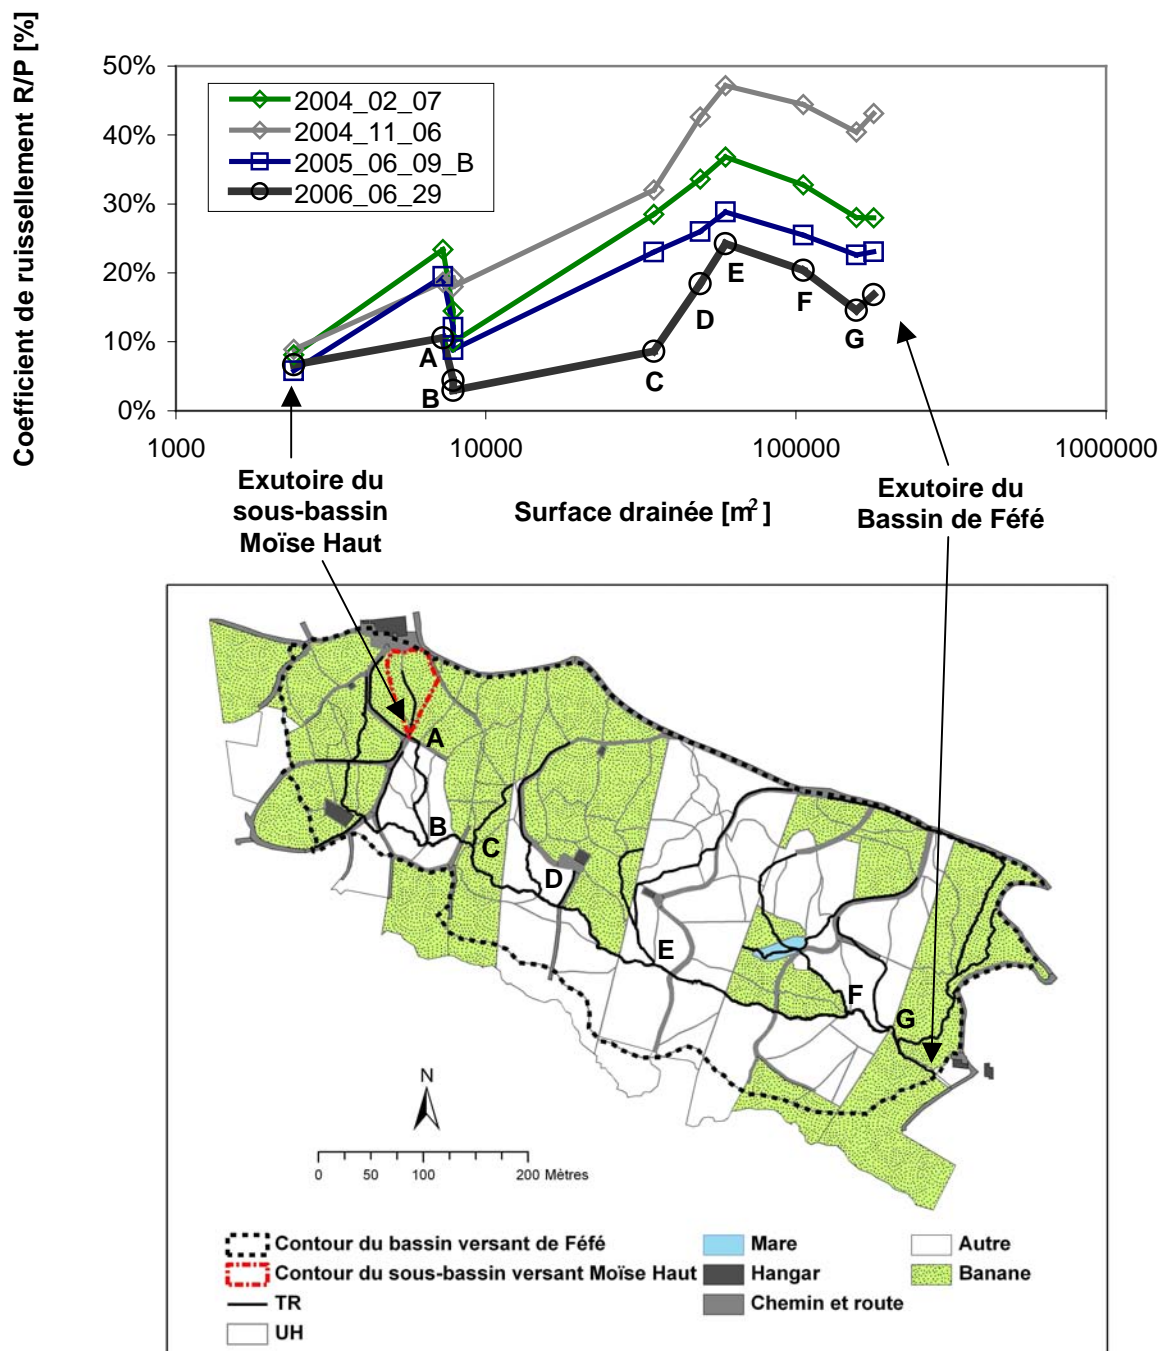 Coefficient de ruissellement R/P [%]
50%
40%
30%
20%
10%
0%
2004_02_07
2004_11_06
2005_06_09_B
2006_06_29
A
B
C
D
E
F
G
1000
10000
100000
1000000
Surface drainée [m²]
Exutoire du
sous-bassin
Moïse Haut
Exutoire du
Bassin de Féfé
A
B
C
D
E
F
G
N
0 50 100 200 Mètres
Contour du bassin versant de Féfé
Contour du sous-bassin versant Moïse Haut
TR
UH
Mare
Hangar
Chemin et route
Autre
Banane